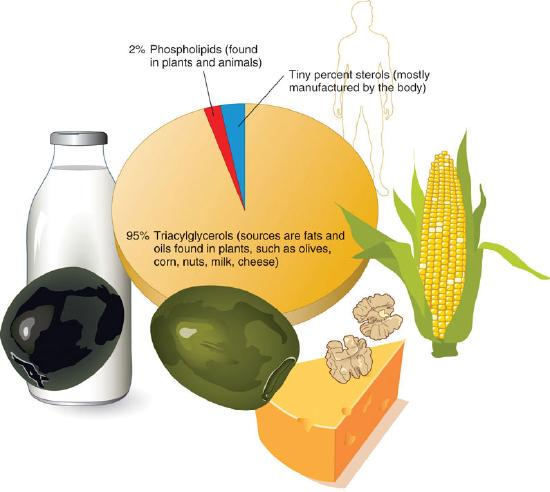 2% Phospholipids (found
in plants and animals)
Tiny percent sterols (mostly
manufactured by the body)
95% Triacylglycerols (sources are fats and
oils found in plants, such as olives,
corn, nuts, milk, cheese)